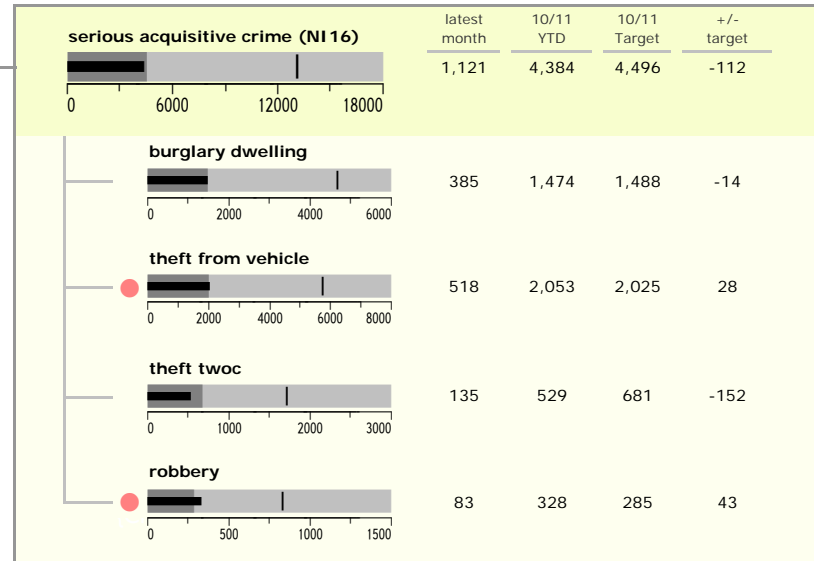 latest 10/11 10/11 +/-
month YTD Target target
serious acquisitive crime (NI16)
1,121 4,384 4,496 -112
0 6000 12000 18000
burglary dwelling
385 1,474 1,488 -14
0 2000 4000 6000
theft from vehicle
518 2,053 2,025 28
0 2000 4000 6000 8000
theft twoc
135 529 681 -152
0 1000 2000 3000
robbery
83 328 285 43
0 500 1000 1500